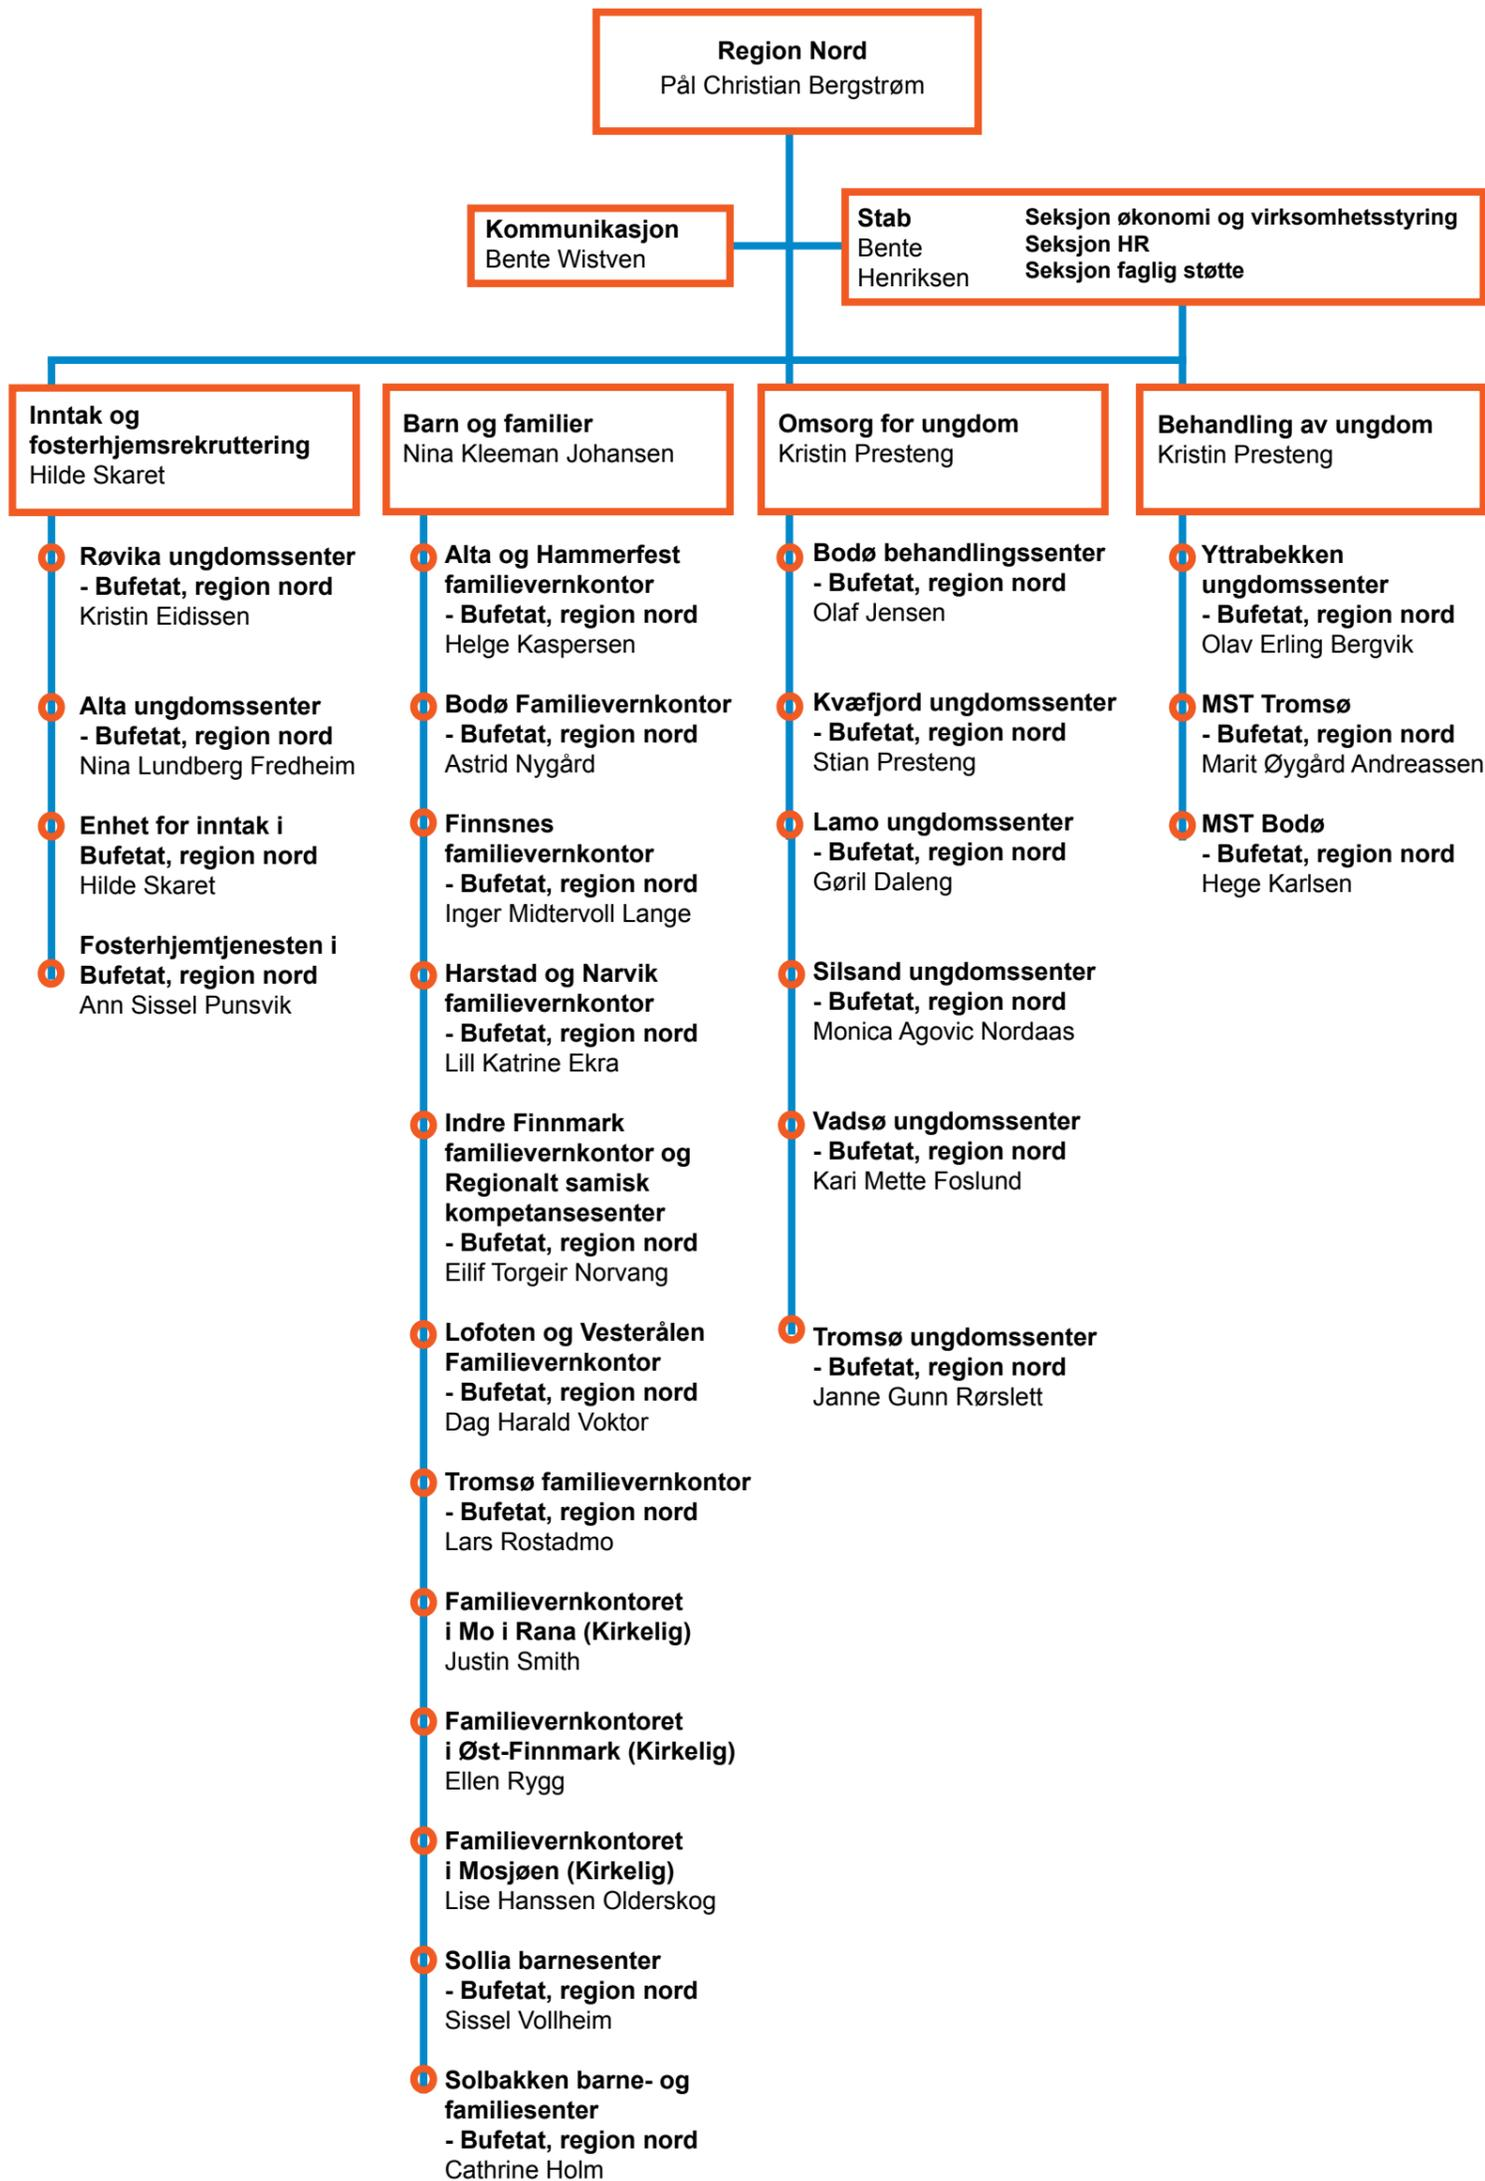 Region Nord
Pål Christian Bergstrøm
Kommunikasjon
Bente Wistven
Stab
Bente
Henriksen
Seksjon økonomi og virksomhetsstyring
Seksjon HR
Seksjon faglig støtte
Inntak og
fosterhjemsrekruttering
Hilde Skaret
Røvika ungdomssenter
- Bufetat, region nord
Kristin Eidissen
Alta ungdomssenter
- Bufetat, region nord
Nina Lundberg Fredheim
Enhet for inntak i
Bufetat, region nord
Hilde Skaret
Fosterhjemtjenesten i
Bufetat, region nord
Ann Sissel Punsvik
Barn og familier
Nina Kleeman Johansen
Alta og Hammerfest
familievernkontor
- Bufetat, region nord
Helge Kaspersen
Bodø Familievernkontor
- Bufetat, region nord
Astrid Nygård
Finnsnes
familievernkontor
- Bufetat, region nord
Inger Midtervoll Lange
Harstad og Narvik
familievernkontor
- Bufetat, region nord
Lill Katrine Ekra
Indre Finnmark
familievernkontor og
Regionalt samisk
kompetansesenter
- Bufetat, region nord
Eilif Torgeir Norvang
Lofoten og Vesterålen
Familievernkontor
- Bufetat, region nord
Dag Harald Voktor
Tromsø familievernkontor
- Bufetat, region nord
Lars Rostadmo
Familievernkontoret
i Mo i Rana (Kirkelig)
Justin Smith
Familievernkontoret
i Øst-Finnmark (Kirkelig)
Ellen Rygg
Familievernkontoret
i Mosjøen (Kirkelig)
Lise Hanssen Olderskog
Sollia barnesenter
- Bufetat, region nord
Sissel Vollheim
Solbakken barne- og
familiesenter
- Bufetat, region nord
Cathrine Holm
Omsorg for ungdom
Kristin Presteng
Bodø behandlingssenter
- Bufetat, region nord
Olaf Jensen
Kvæfjord ungdomssenter
- Bufetat, region nord
Stian Presteng
Lamo ungdomssenter
- Bufetat, region nord
Gøril Daleng
Silsand ungdomssenter
- Bufetat, region nord
Monica Agovic Nordaas
Vadsø ungdomssenter
- Bufetat, region nord
Kari Mette Foslund
Tromsø ungdomssenter
- Bufetat, region nord
Janne Gunn Rørslett
Behandling av ungdom
Kristin Presteng
Yttrabekken
ungdomssenter
- Bufetat, region nord
Olav Erling Bergvik
MST Tromsø
- Bufetat, region nord
Marit Øygård Andreassen
MST Bodø
- Bufetat, region nord
Hege Karlsen